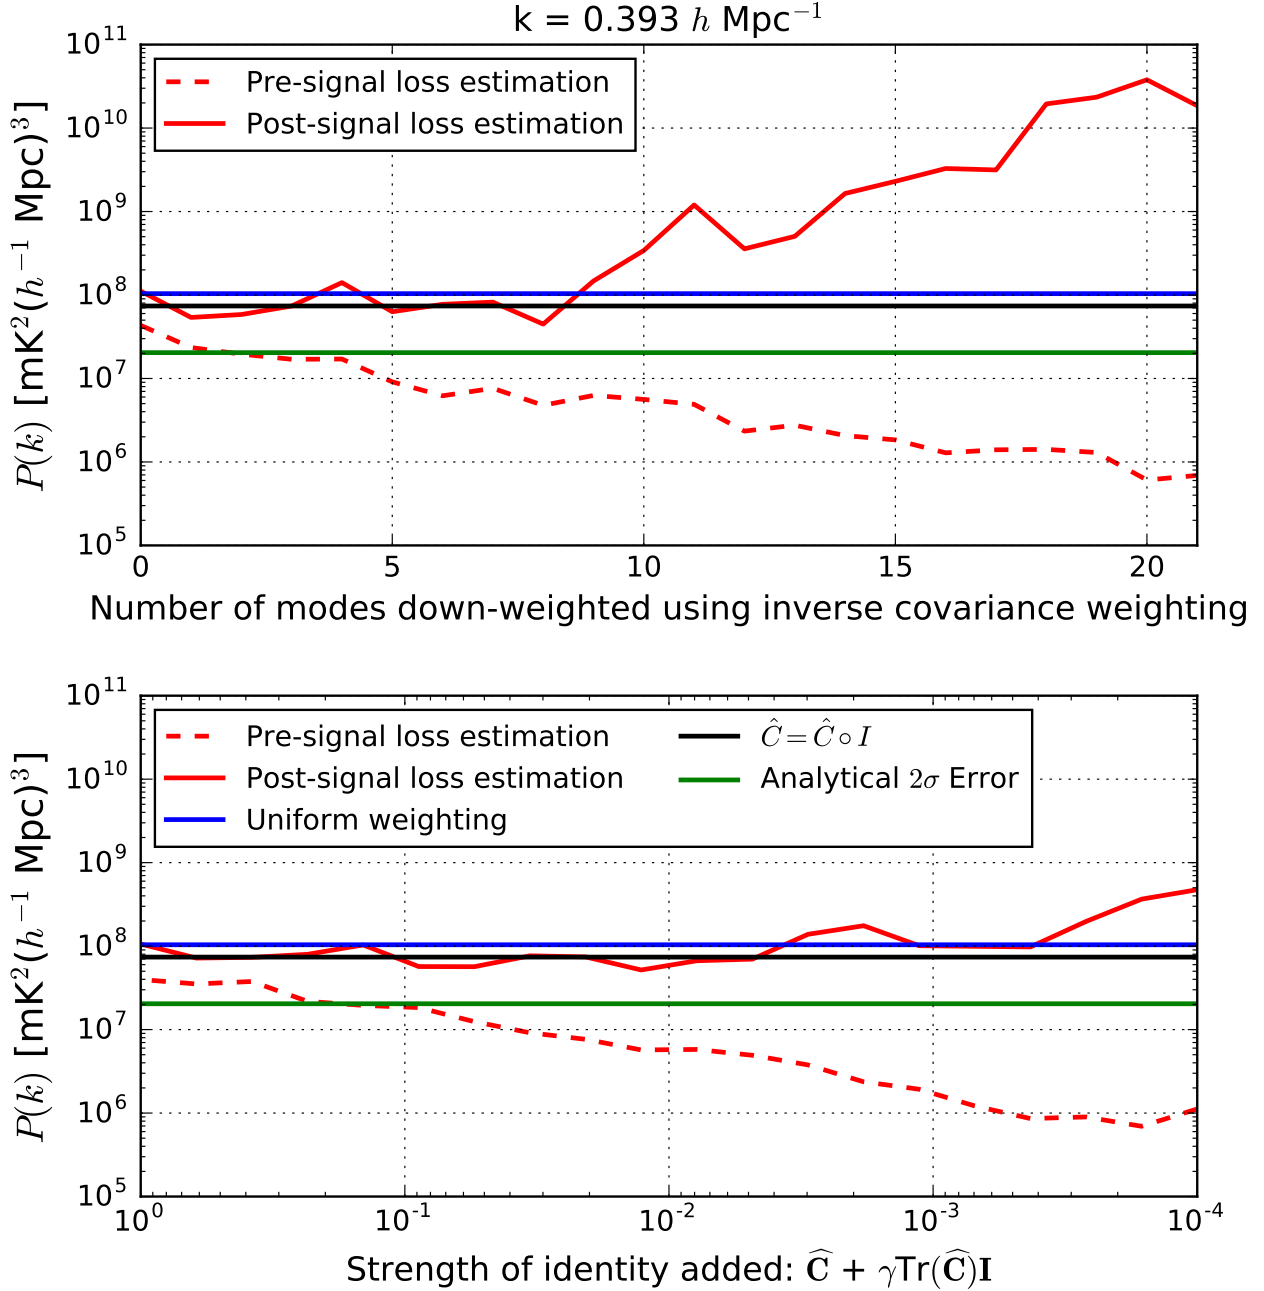 k = 0.393 h Mpc⁻¹
10¹¹
10¹⁰
10⁹
10⁸
10⁷
10⁶
10⁵
P(k) [mK²(h⁻¹ Mpc)³]
Pre-signal loss estimation
Post-signal loss estimation
0 5 10 15 20
Number of modes down-weighted using inverse covariance weighting
10¹¹
10¹⁰
10⁹
10⁸
10⁷
10⁶
10⁵
P(k) [mK²(h⁻¹ Mpc)³]
Pre-signal loss estimation
Post-signal loss estimation
Uniform weighting
Ĉ = Ĉ ∘ I
Analytical 2σ Error
10⁰ 10⁻¹ 10⁻² 10⁻³ 10⁻⁴
Strength of identity added: Ĉ + γTr(Ĉ)I